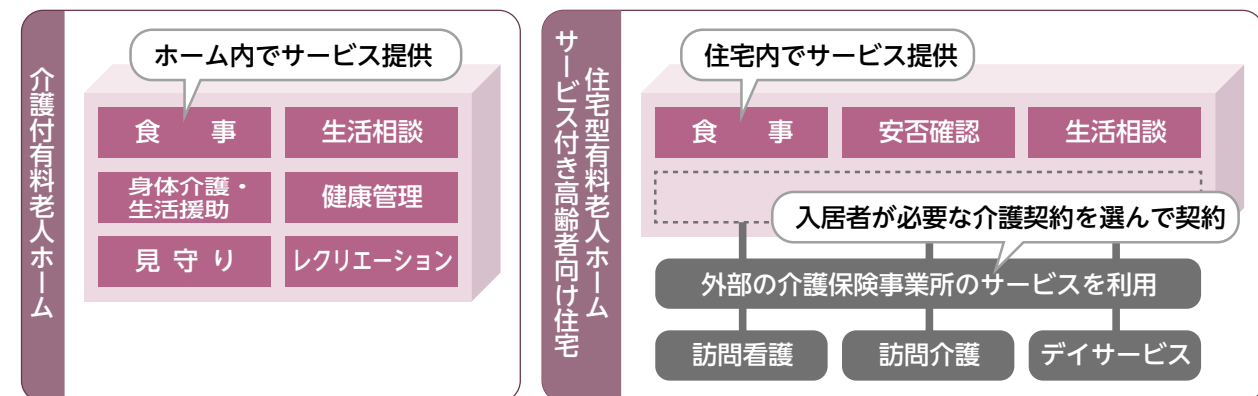 介護付有料老人ホーム
ホーム内でサービス提供
食　事
生活相談
身体介護・
生活援助
健康管理
見守り
レクリエーション
住宅型有料老人ホーム
サービス付き高齢者向け住宅
住宅内でサービス提供
食　事
安否確認
生活相談
入居者が必要な介護契約を選んで契約
外部の介護保険事業所のサービスを利用
訪問看護
訪問介護
デイサービス